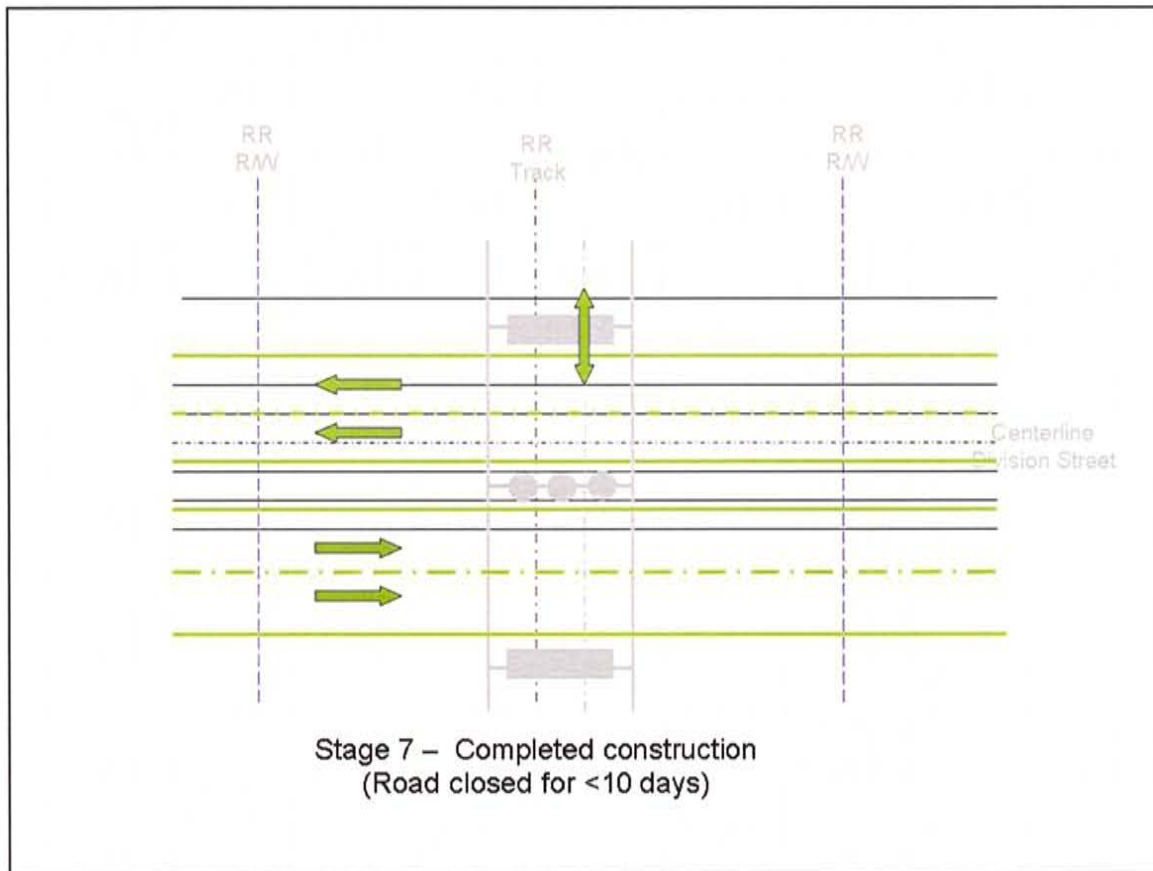 RR
R/W
RR
Track
RR
R/W
Centerline
Division Street
Stage 7 – Completed construction
(Road closed for <10 days)